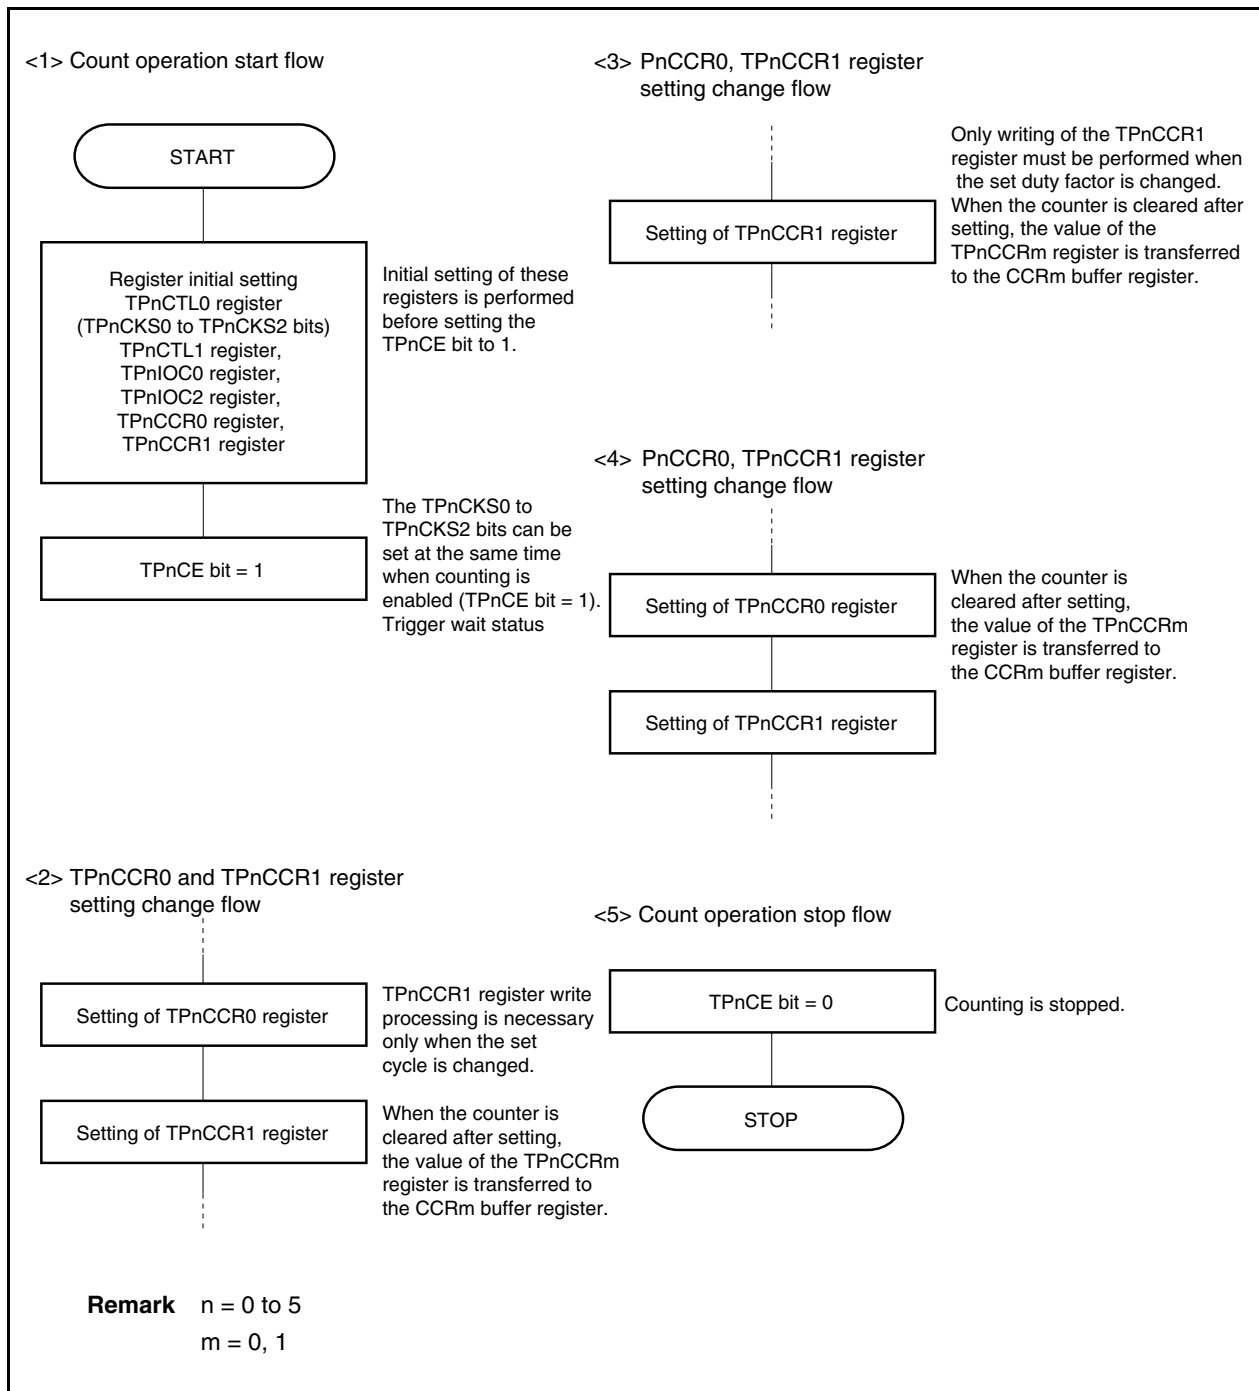 <1> Count operation start flow
START
Register initial setting
TPnCTL0 register
(TPnCKS0 to TPnCKS2 bits)
TPnCTL1 register,
TPnIOC0 register,
TPnIOC2 register,
TPnCCR0 register,
TPnCCR1 register
Initial setting of these
registers is performed
before setting the
TPnCE bit to 1.
TPnCE bit = 1
The TPnCKS0 to
TPnCKS2 bits can be
set at the same time
when counting is
enabled (TPnCE bit = 1).
Trigger wait status
<2> TPnCCR0 and TPnCCR1 register
setting change flow
Setting of TPnCCR0 register
TPnCCR1 register write
processing is necessary
only when the set
cycle is changed.
Setting of TPnCCR1 register
When the counter is
cleared after setting,
the value of the TPnCCRm
register is transferred to
the CCRm buffer register.
<3> PnCCR0, TPnCCR1 register
setting change flow
Setting of TPnCCR1 register
Only writing of the TPnCCR1
register must be performed when
the set duty factor is changed.
When the counter is cleared after
setting, the value of the
TPnCCRm register is transferred
to the CCRm buffer register.
<4> PnCCR0, TPnCCR1 register
setting change flow
Setting of TPnCCR0 register
When the counter is
cleared after setting,
the value of the TPnCCRm
register is transferred to
the CCRm buffer register.
Setting of TPnCCR1 register
<5> Count operation stop flow
TPnCE bit = 0
Counting is stopped.
STOP
Remark n = 0 to 5
m = 0, 1